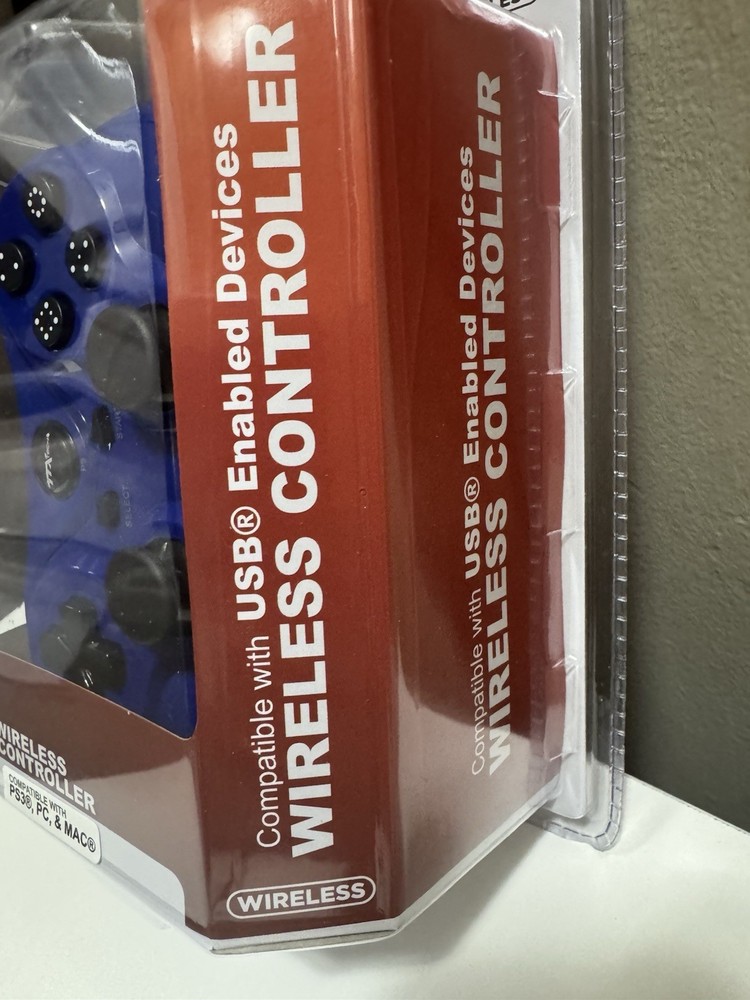 Compatible with USB® Enabled Devices
WIRELESS CONTROLLER
Compatible with USB® Enabled Devices
WIRELESS CONTROLLER
SELECT
WIRELESS
CONTROLLER
COMPATIBLE WITH
PS3®, PC, & MAC®
WIRELESS